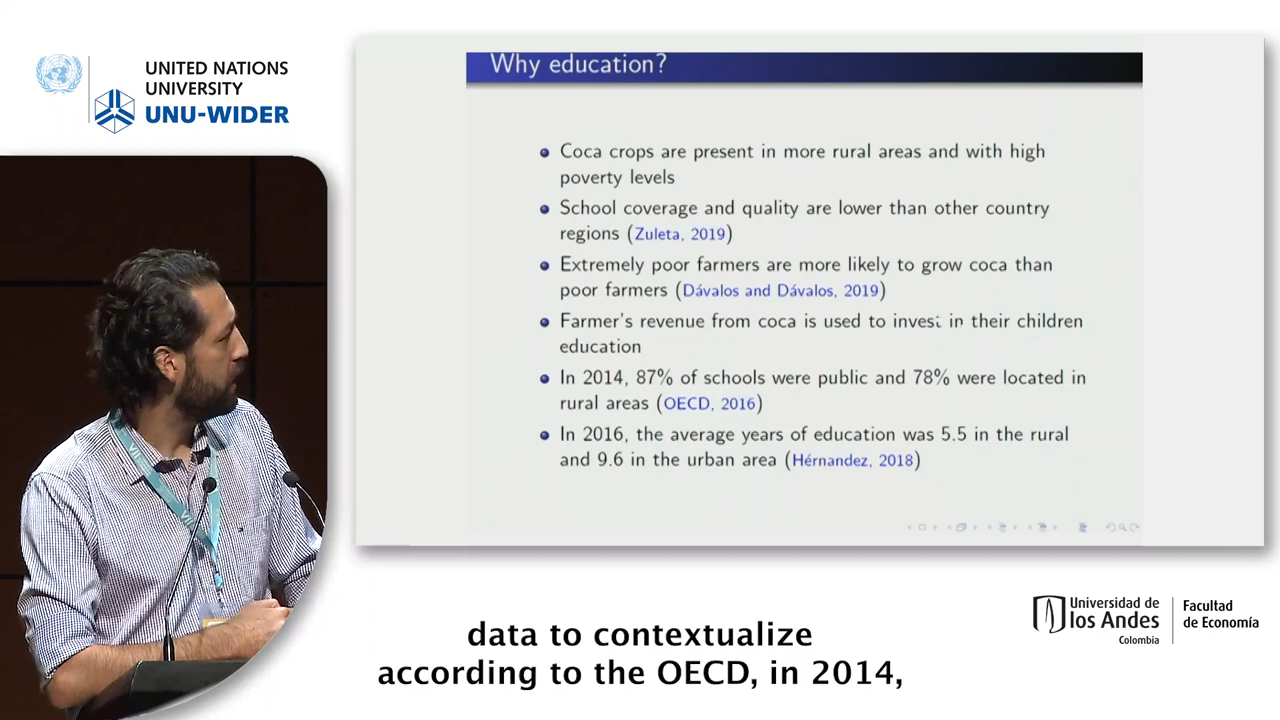 UNITED NATIONS
UNIVERSITY
UNU-WIDER
Why education?
Coca crops are present in more rural areas and with high
poverty levels
School coverage and quality are lower than other country
regions (Zuleta, 2019)
Extremely poor farmers are more likely to grow coca than
poor farmers (Dávalos and Dávalos, 2019)
Farmer's revenue from coca is used to invest in their children
education
In 2014, 87% of schools were public and 78% were located in
rural areas (OECD, 2016)
In 2016, the average years of education was 5.5 in the rural
and 9.6 in the urban area (Hérnandez, 2018)
Universidad de
los Andes
Colombia
Facultad
de Economía
data to contextualize
according to the OECD, in 2014,